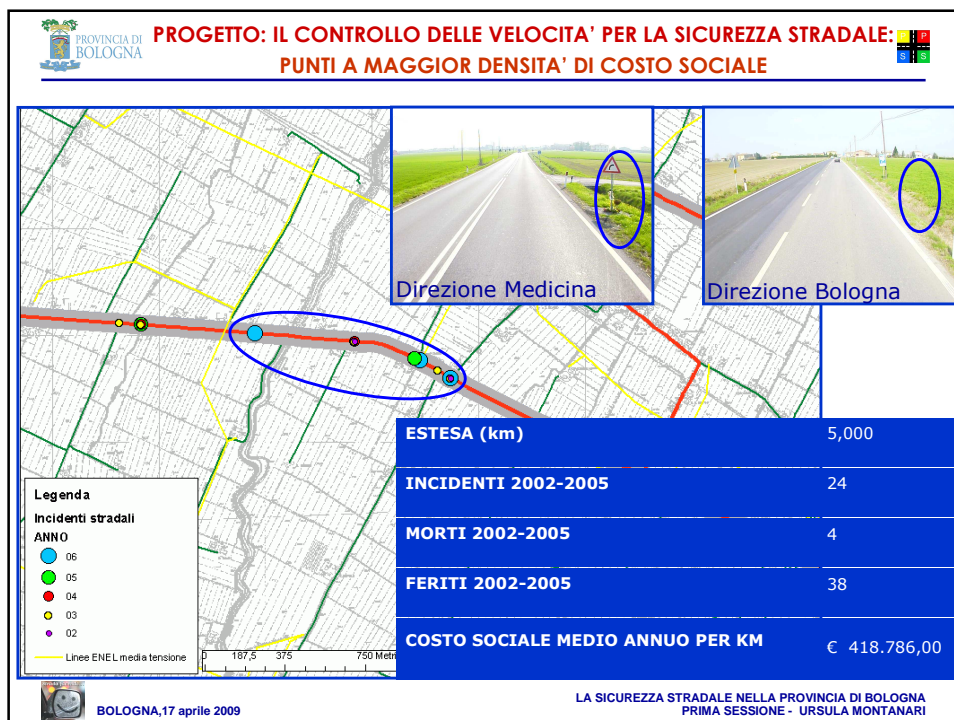 PROVINCIA DI
BOLOGNA
PROGETTO: IL CONTROLLO DELLE VELOCITA' PER LA SICUREZZA STRADALE:
PUNTI A MAGGIOR DENSITA' DI COSTO SOCIALE
P P
S S
Direzione Medicina
Direzione Bologna
ESTESA (km) 5,000
INCIDENTI 2002-2005 24
MORTI 2002-2005 4
FERITI 2002-2005 38
COSTO SOCIALE MEDIO ANNUO PER KM € 418.786,00
Legenda
Incidenti stradali
ANNO
06
05
04
03
02
Linee ENEL media tensione
0 187,5 375 750 Metri
BOLOGNA,17 aprile 2009
LA SICUREZZA STRADALE NELLA PROVINCIA DI BOLOGNA
PRIMA SESSIONE - URSULA MONTANARI